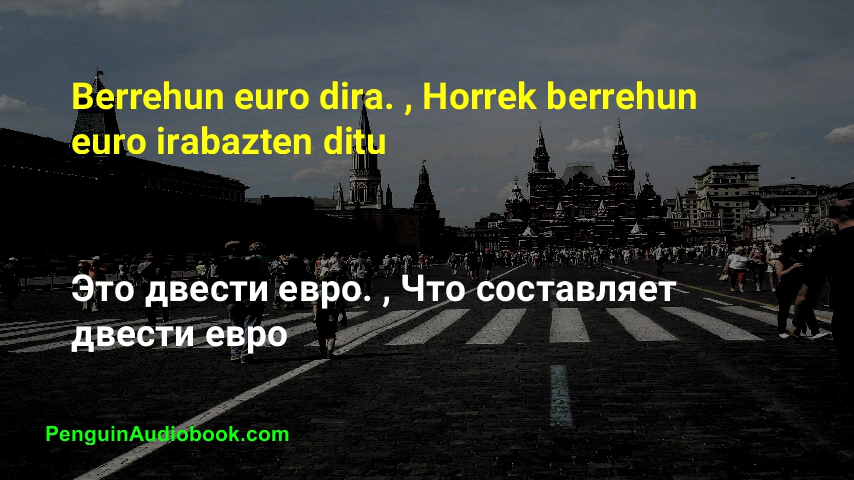 Berrehun euro dira. , Horrek berrehun
euro irabazten ditu
Это двести евро. , Что составляет
двести евро
PenguinAudiobook.com